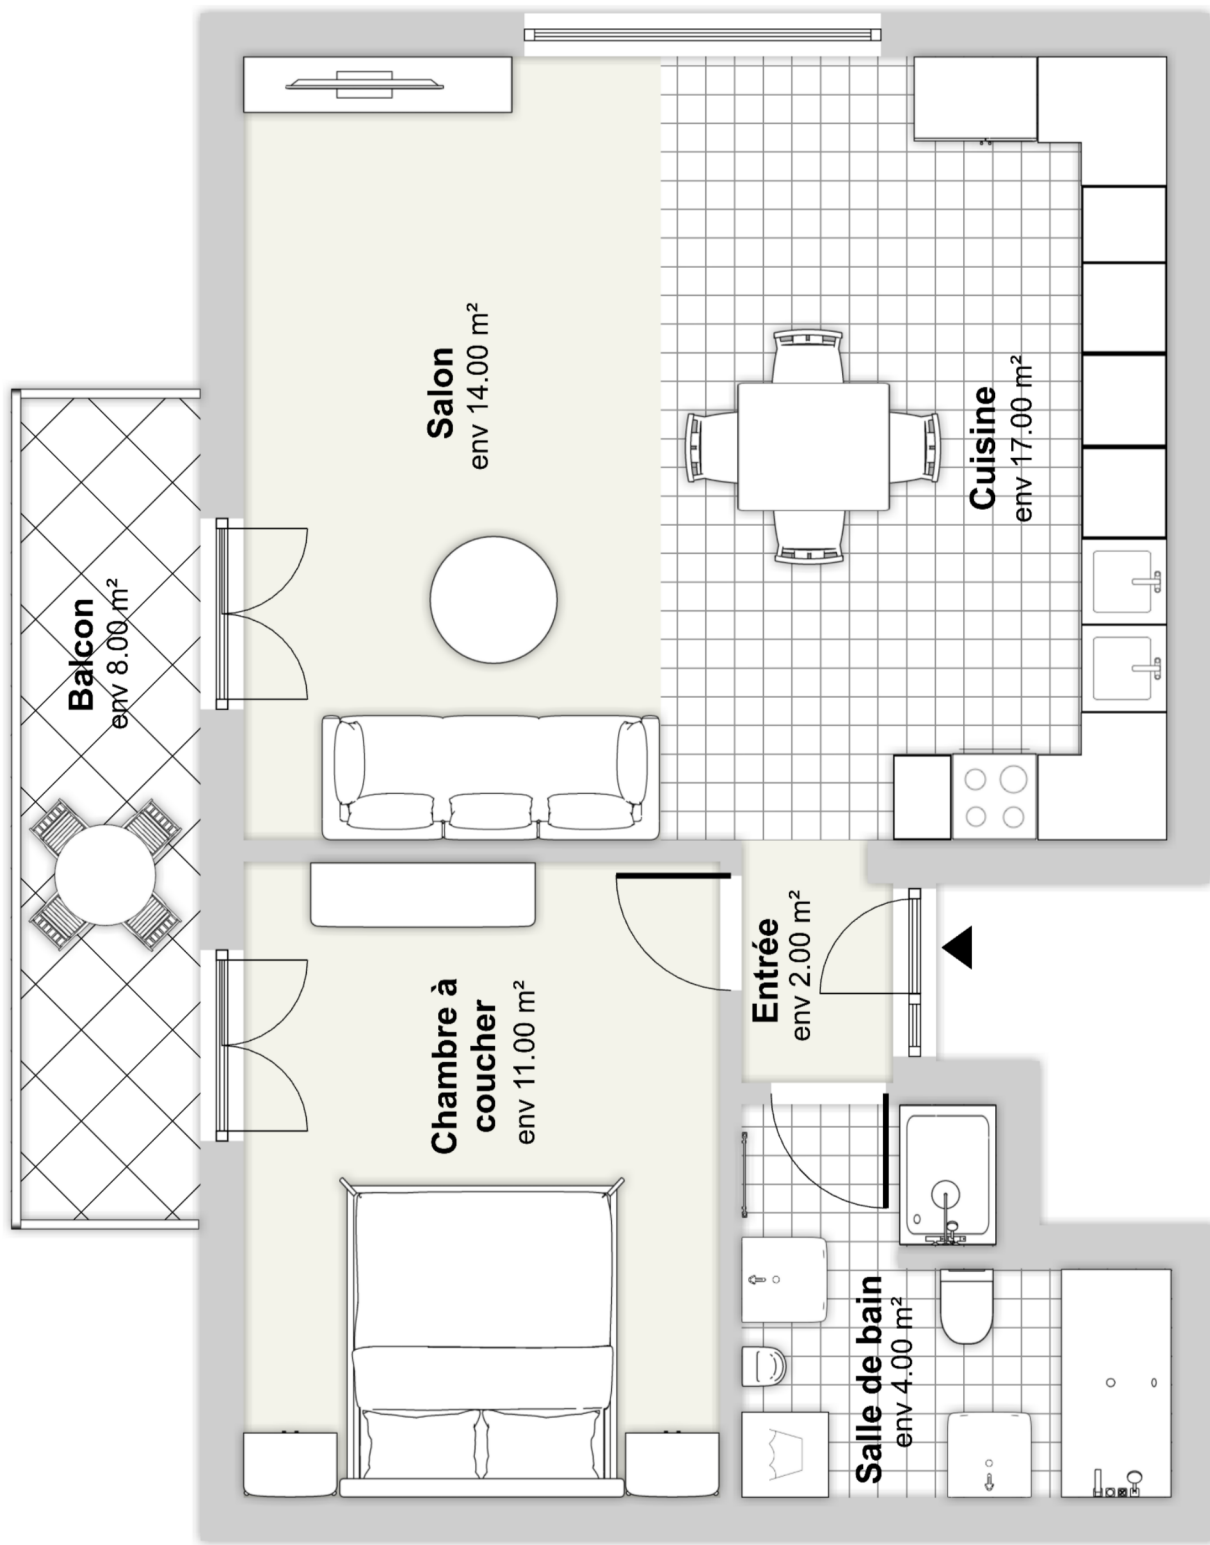 Salon
env 14.00 m²
Cuisine
env 17.00 m²
Balcon
env 8.00 m²
Entrée
env 2.00 m²
Chambre à
coucher
env 11.00 m²
Salle de bain
env 4.00 m²